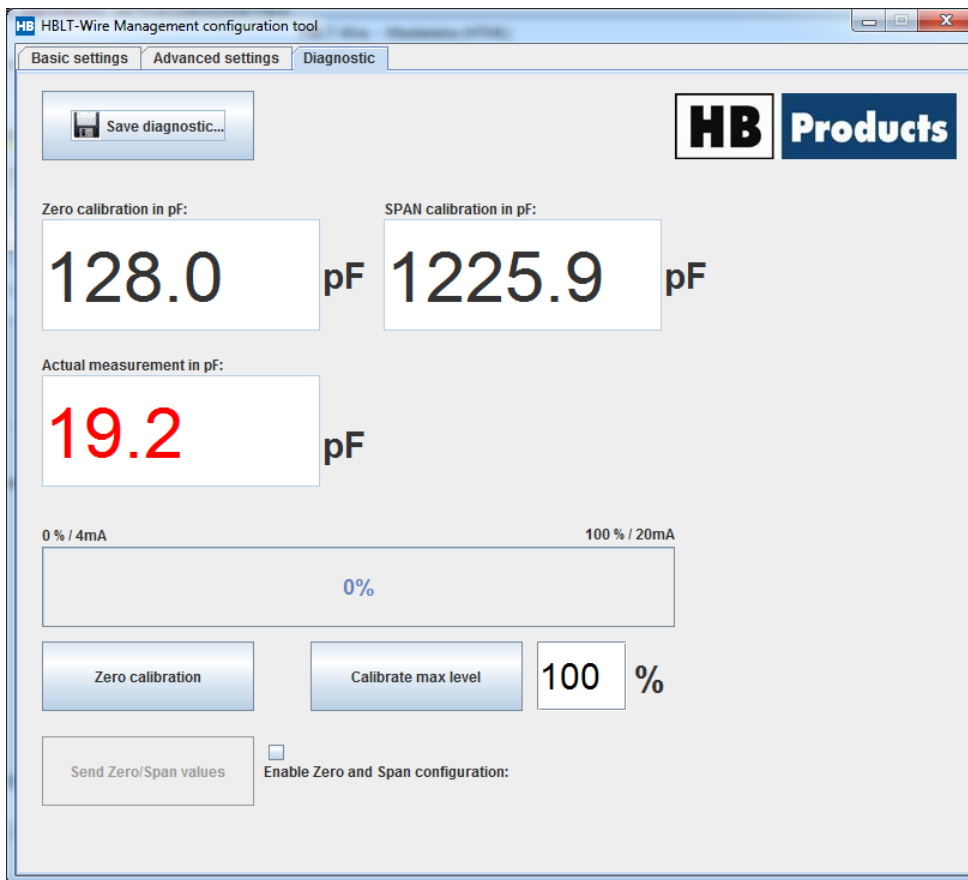 HB HBLT-Wire Management configuration tool
Basic settings Advanced settings Diagnostic
Save diagnostic...
HB Products
Zero calibration in pF: SPAN calibration in pF:
128.0 pF 1225.9 pF
Actual measurement in pF:
19.2 pF
0 % / 4mA 100 % / 20mA
0%
Zero calibration Calibrate max level 100 %
Send Zero/Span values Enable Zero and Span configuration: